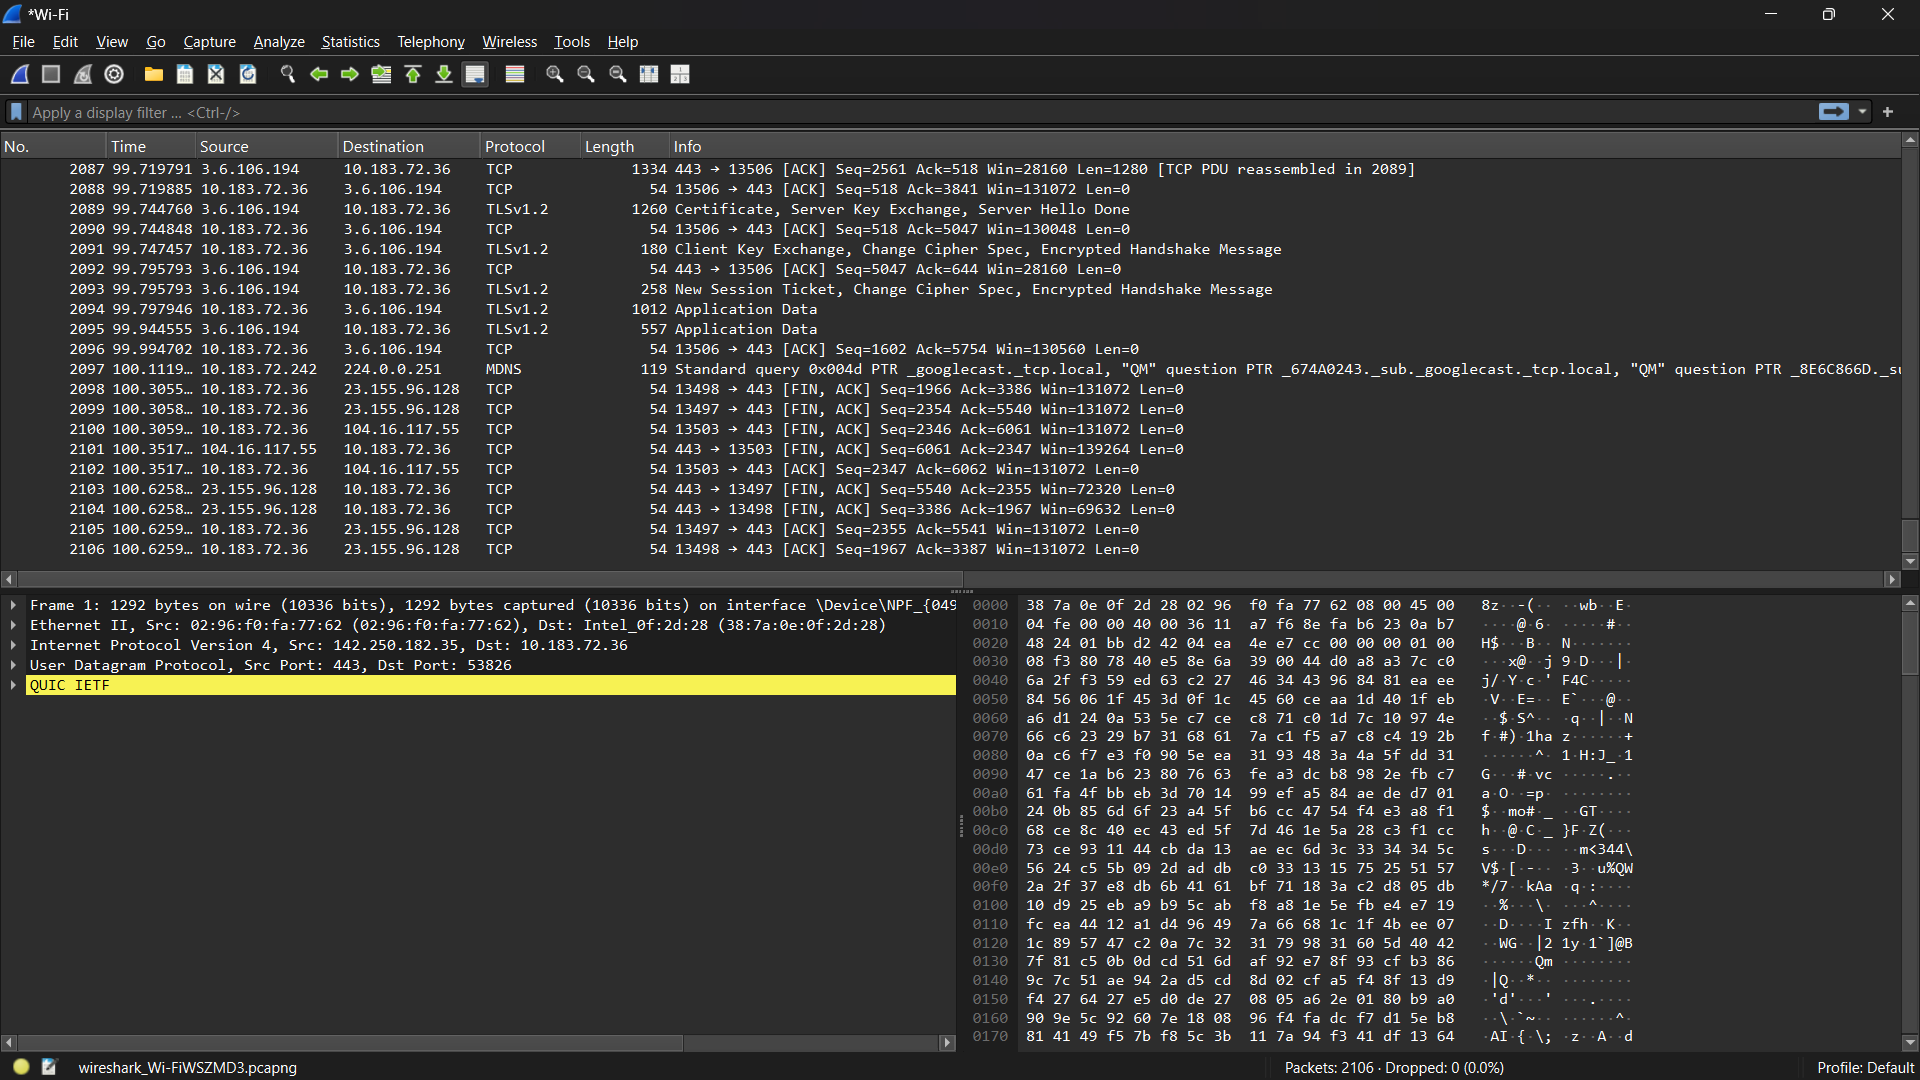 *Wi-Fi
File Edit View Go Capture Analyze Statistics Telephony Wireless Tools Help
Apply a display filter ... <Ctrl-/>
No. Time Source Destination Protocol Length Info
2087 99.719791 3.6.106.194 10.183.72.36 TCP 1334 443 → 13506 [ACK] Seq=2561 Ack=518 Win=28160 Len=1280 [TCP PDU reassembled in 2089]
2088 99.719885 10.183.72.36 3.6.106.194 TCP 54 13506 → 443 [ACK] Seq=518 Ack=3841 Win=131072 Len=0
2089 99.744760 3.6.106.194 10.183.72.36 TLSv1.2 1260 Certificate, Server Key Exchange, Server Hello Done
2090 99.744848 10.183.72.36 3.6.106.194 TCP 54 13506 → 443 [ACK] Seq=518 Ack=5047 Win=130048 Len=0
2091 99.747457 10.183.72.36 3.6.106.194 TLSv1.2 180 Client Key Exchange, Change Cipher Spec, Encrypted Handshake Message
2092 99.795793 3.6.106.194 10.183.72.36 TCP 54 443 → 13506 [ACK] Seq=5047 Ack=644 Win=28160 Len=0
2093 99.795793 3.6.106.194 10.183.72.36 TLSv1.2 258 New Session Ticket, Change Cipher Spec, Encrypted Handshake Message
2094 99.797946 10.183.72.36 3.6.106.194 TLSv1.2 1012 Application Data
2095 99.944555 3.6.106.194 10.183.72.36 TLSv1.2 557 Application Data
2096 99.994702 10.183.72.36 3.6.106.194 TCP 54 13506 → 443 [ACK] Seq=1602 Ack=5754 Win=130560 Len=0
2097 100.1119… 10.183.72.242 224.0.0.251 MDNS 119 Standard query 0x004d PTR _googlecast._tcp.local, "QM" question PTR _674A0243._sub._googlecast._tcp.local, "QM" question PTR _8E6C866D._su
2098 100.3055… 10.183.72.36 23.155.96.128 TCP 54 13498 → 443 [FIN, ACK] Seq=1966 Ack=3386 Win=131072 Len=0
2099 100.3058… 10.183.72.36 23.155.96.128 TCP 54 13497 → 443 [FIN, ACK] Seq=2354 Ack=5540 Win=131072 Len=0
2100 100.3059… 10.183.72.36 104.16.117.55 TCP 54 13503 → 443 [FIN, ACK] Seq=2346 Ack=6061 Win=131072 Len=0
2101 100.3517… 104.16.117.55 10.183.72.36 TCP 54 443 → 13503 [FIN, ACK] Seq=6061 Ack=2347 Win=139264 Len=0
2102 100.3517… 10.183.72.36 104.16.117.55 TCP 54 13503 → 443 [ACK] Seq=2347 Ack=6062 Win=131072 Len=0
2103 100.6258… 23.155.96.128 10.183.72.36 TCP 54 443 → 13497 [FIN, ACK] Seq=5540 Ack=2355 Win=72320 Len=0
2104 100.6258… 23.155.96.128 10.183.72.36 TCP 54 443 → 13498 [FIN, ACK] Seq=3386 Ack=1967 Win=69632 Len=0
2105 100.6259… 10.183.72.36 23.155.96.128 TCP 54 13497 → 443 [ACK] Seq=2355 Ack=5541 Win=131072 Len=0
2106 100.6259… 10.183.72.36 23.155.96.128 TCP 54 13498 → 443 [ACK] Seq=1967 Ack=3387 Win=131072 Len=0
Frame 1: 1292 bytes on wire (10336 bits), 1292 bytes captured (10336 bits) on interface \Device\NPF_{049
Ethernet II, Src: 02:96:f0:fa:77:62 (02:96:f0:fa:77:62), Dst: Intel_0f:2d:28 (38:7a:0e:0f:2d:28)
Internet Protocol Version 4, Src: 142.250.182.35, Dst: 10.183.72.36
User Datagram Protocol, Src Port: 443, Dst Port: 53826
QUIC IETF
0000 38 7a 0e 0f 2d 28 02 96 f0 fa 77 62 08 00 45 00 8z··-(·· ··wb··E·
0010 04 fe 00 00 40 00 36 11 a7 f6 8e fa b6 23 0a b7 ····@·6· ·····#··
0020 48 24 01 bb d2 42 04 ea 4e e7 cc 00 00 00 01 00 H$···B·· N·······
0030 08 f3 80 78 40 e5 8e 6a 39 00 44 d0 a8 a3 7c c0 ···x@··j 9·D···|·
0040 6a 2f f3 59 ed 63 c2 27 46 34 43 96 84 81 ea ee j/·Y·c·' F4C·····
0050 84 56 06 1f 45 3d 0f 1c 45 60 ce aa 1d 40 1f eb ·V··E=·· E`···@··
0060 a6 d1 24 0a 53 5e c7 ce c8 71 c0 1d 7c 10 97 4e ··$·S^·· ·q··|··N
0070 66 c6 23 29 b7 31 68 61 7a c1 f5 a7 c8 c4 19 2b f·#)·1ha z······+
0080 0a c6 f7 e3 f0 90 5e ea 31 93 48 3a 4a 5f dd 31 ······^· 1·H:J_·1
0090 47 ce 1a b6 23 80 76 63 fe a3 dc b8 98 2e fb c7 G···#·vc ·····.··
00a0 61 fa 4f bb eb 3d 70 14 99 ef a5 84 ae de d7 01 a·O··=p· ········
00b0 24 0b 85 6d 6f 23 a4 5f b6 cc 47 54 f4 e3 a8 f1 $··mo#·_ ··GT····
00c0 68 ce 8c 40 ec 43 ed 5f 7d 46 1e 5a 28 c3 f1 cc h··@·C·_ }F·Z(···
00d0 73 ce 93 11 44 cb da 13 ae ec 6d 3c 33 34 34 5c s···D··· ··m<344\
00e0 56 24 c5 5b 09 2d ad db c0 33 13 15 75 25 51 57 V$·[·-·· ·3··u%QW
00f0 2a 2f 37 e8 db 6b 41 61 bf 71 18 3a c2 d8 05 db */7··kAa ·q·:····
0100 10 d9 25 eb a9 b9 5c ab f8 a8 1e 5e fb e4 e7 19 ··%···\· ···^····
0110 fc ea 44 12 a1 d4 96 49 7a 66 68 1c 1f 4b ee 07 ··D····I zfh··K··
0120 1c 89 57 47 c2 0a 7c 32 31 79 98 31 60 5d 40 42 ··WG··|2 1y·1`]@B
0130 7f 81 c5 0b 0d cd 51 6d af 92 e7 8f 93 cf b3 86 ······Qm ········
0140 9c 7c 51 ae 94 2a d5 cd 8d 02 cf a5 f4 8f 13 d9 ·|Q··*·· ········
0150 f4 27 64 27 e5 d0 de 27 08 05 a6 2e 01 80 b9 a0 ·'d'···' ···.····
0160 90 9e 5c 92 60 7e 18 08 96 f4 fa dc f7 d1 5e b8 ··\·`~·· ······^·
0170 81 41 49 f5 7b f8 5c 3b 11 7a 94 f3 41 df 13 64 ·AI·{·\; ·z··A··d
wireshark_Wi-FiWSZMD3.pcapng Packets: 2106 · Dropped: 0 (0.0%) Profile: Default